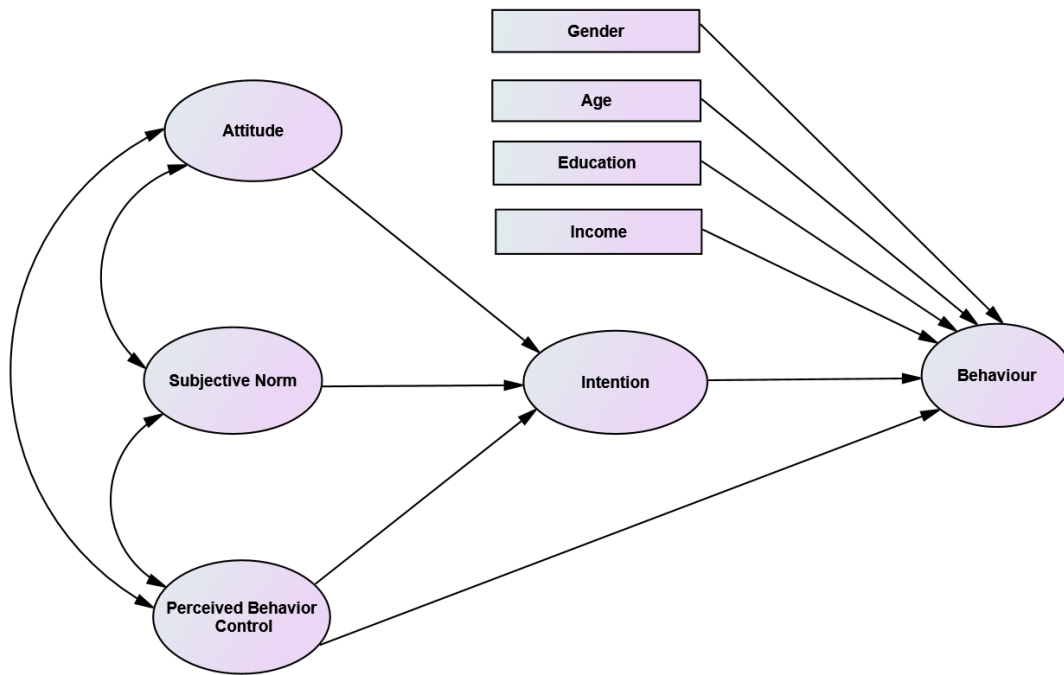 Gender
Age
Attitude
Education
Income
Subjective Norm
Intention
Behaviour
Perceived Behavior
Control